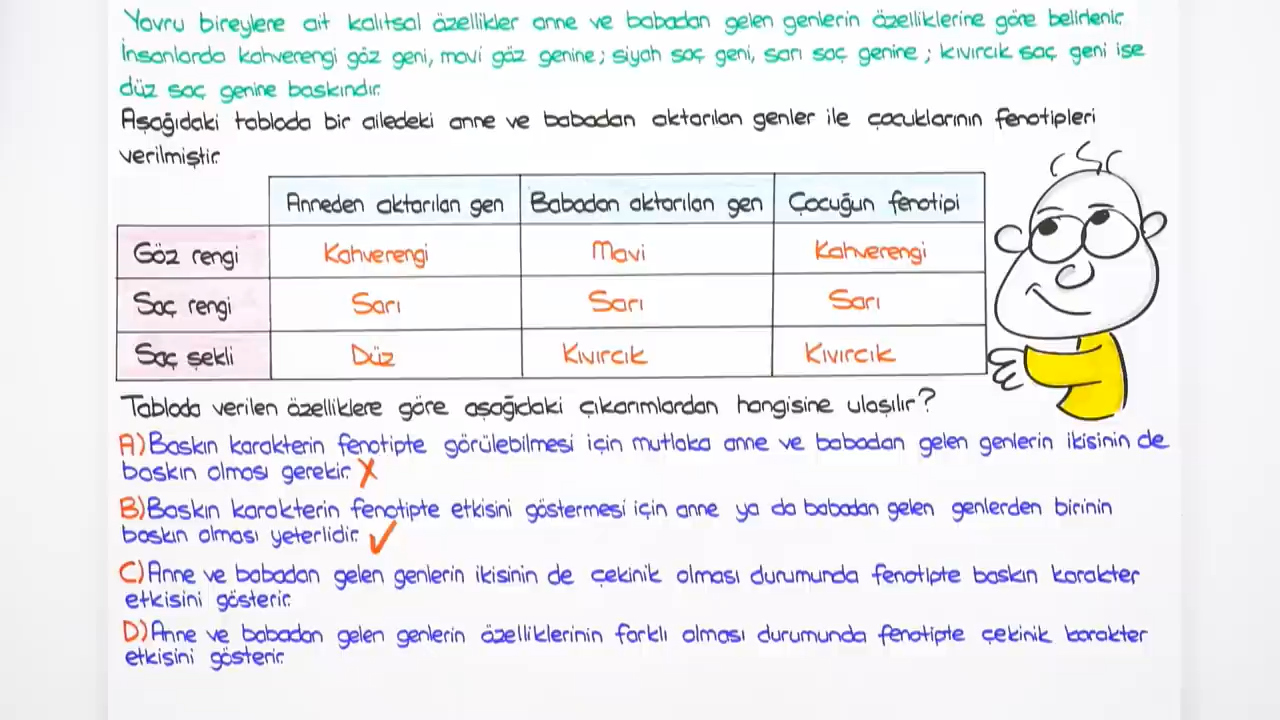 Yavru bireylere ait kalıtsal özellikler anne ve babadan gelen genlerin özelliklerine göre belirlenir.
İnsanlarda kahverengi göz geni, mavi göz genine; siyah saç geni, sarı saç genine; kıvırcık saç geni ise
düz saç genine baskındır.
Aşağıdaki tabloda bir ailedeki anne ve babadan aktarılan genler ile çocuklarının fenotipleri
verilmiştir.
Anneden aktarılan gen Babadan aktarılan gen Çocuğun fenotipi
Göz rengi Kahverengi Mavi Kahverengi
Saç rengi Sarı Sarı Sarı
Saç şekli Düz Kıvırcık Kıvırcık
Tabloda verilen özelliklere göre aşağıdaki çıkarımlardan hangisine ulaşılır?
A) Baskın karakterin fenotipte görülebilmesi için mutlaka anne ve babadan gelen genlerin ikisinin de
baskın olması gerekir. X
B) Baskın karakterin fenotipte etkisini göstermesi için anne ya da babadan gelen genlerden birinin
baskın olması yeterlidir. ✓
C) Anne ve babadan gelen genlerin ikisinin de çekinik olması durumunda fenotipte baskın karakter
etkisini gösterir.
D) Anne ve babadan gelen genlerin özelliklerinin farklı olması durumunda fenotipte çekinik karakter
etkisini gösterir.